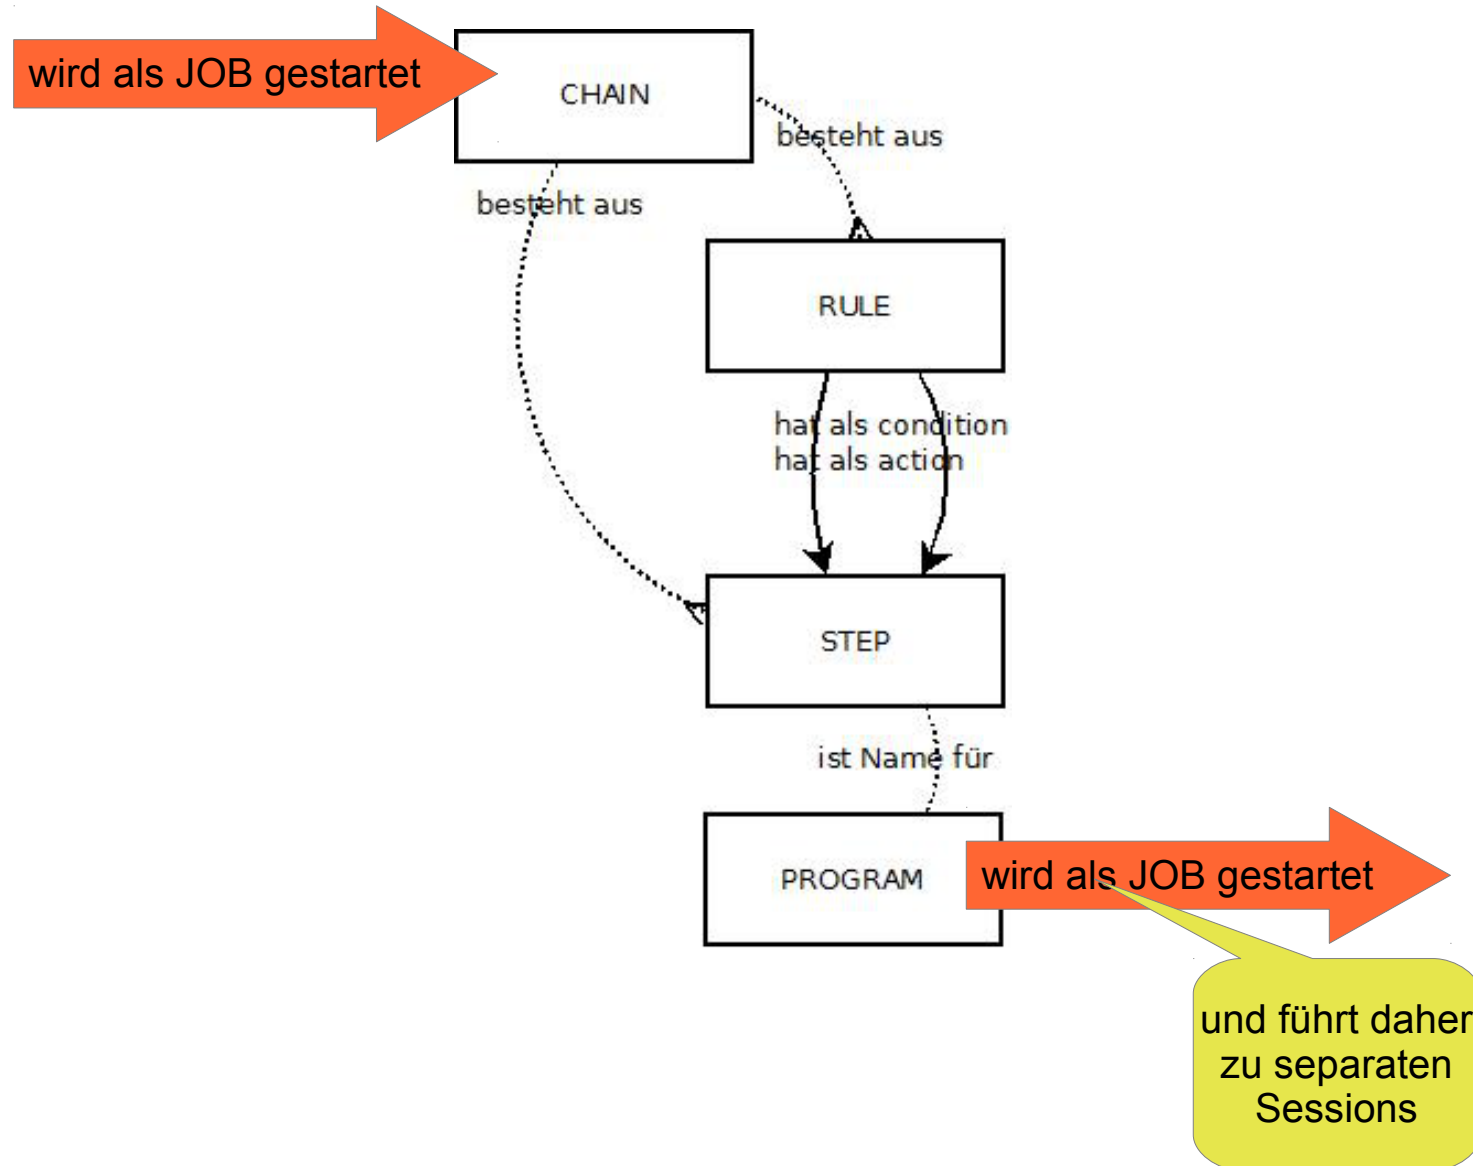 wird als JOB gestartet
CHAIN
besteht aus
besteht aus
RULE
hat als condition
hat als action
STEP
ist Name für
PROGRAM
wird als JOB gestartet
und führt daher
zu separaten
Sessions